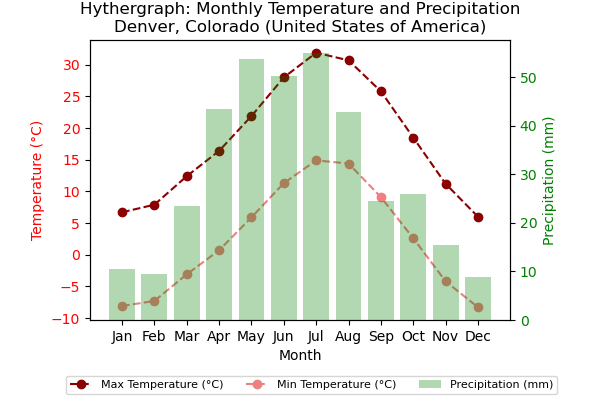 Hythergraph: Monthly Temperature and Precipitation
Denver, Colorado (United States of America)
Temperature (°C)
30
25
20
15
10
5
0
−5
−10
50
40
30
20
10
0
Precipitation (mm)
Jan Feb Mar Apr May Jun Jul Aug Sep Oct Nov Dec
Month
Max Temperature (°C) Min Temperature (°C) Precipitation (mm)